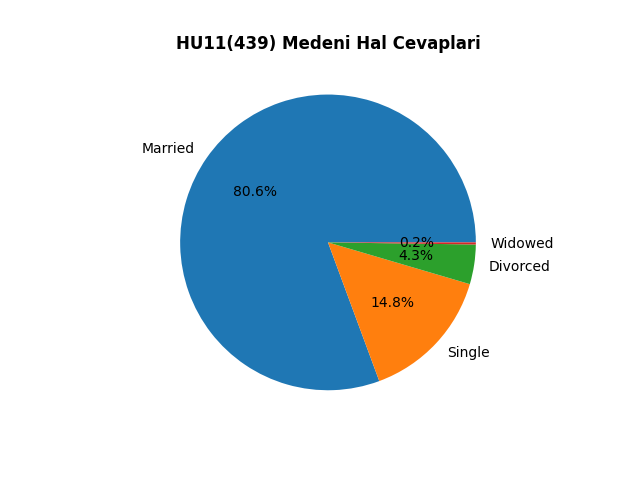 HU11(439) Medeni Hal Cevaplari
Married
80.6%
0.2%
Widowed
4.3%
Divorced
14.8%
Single